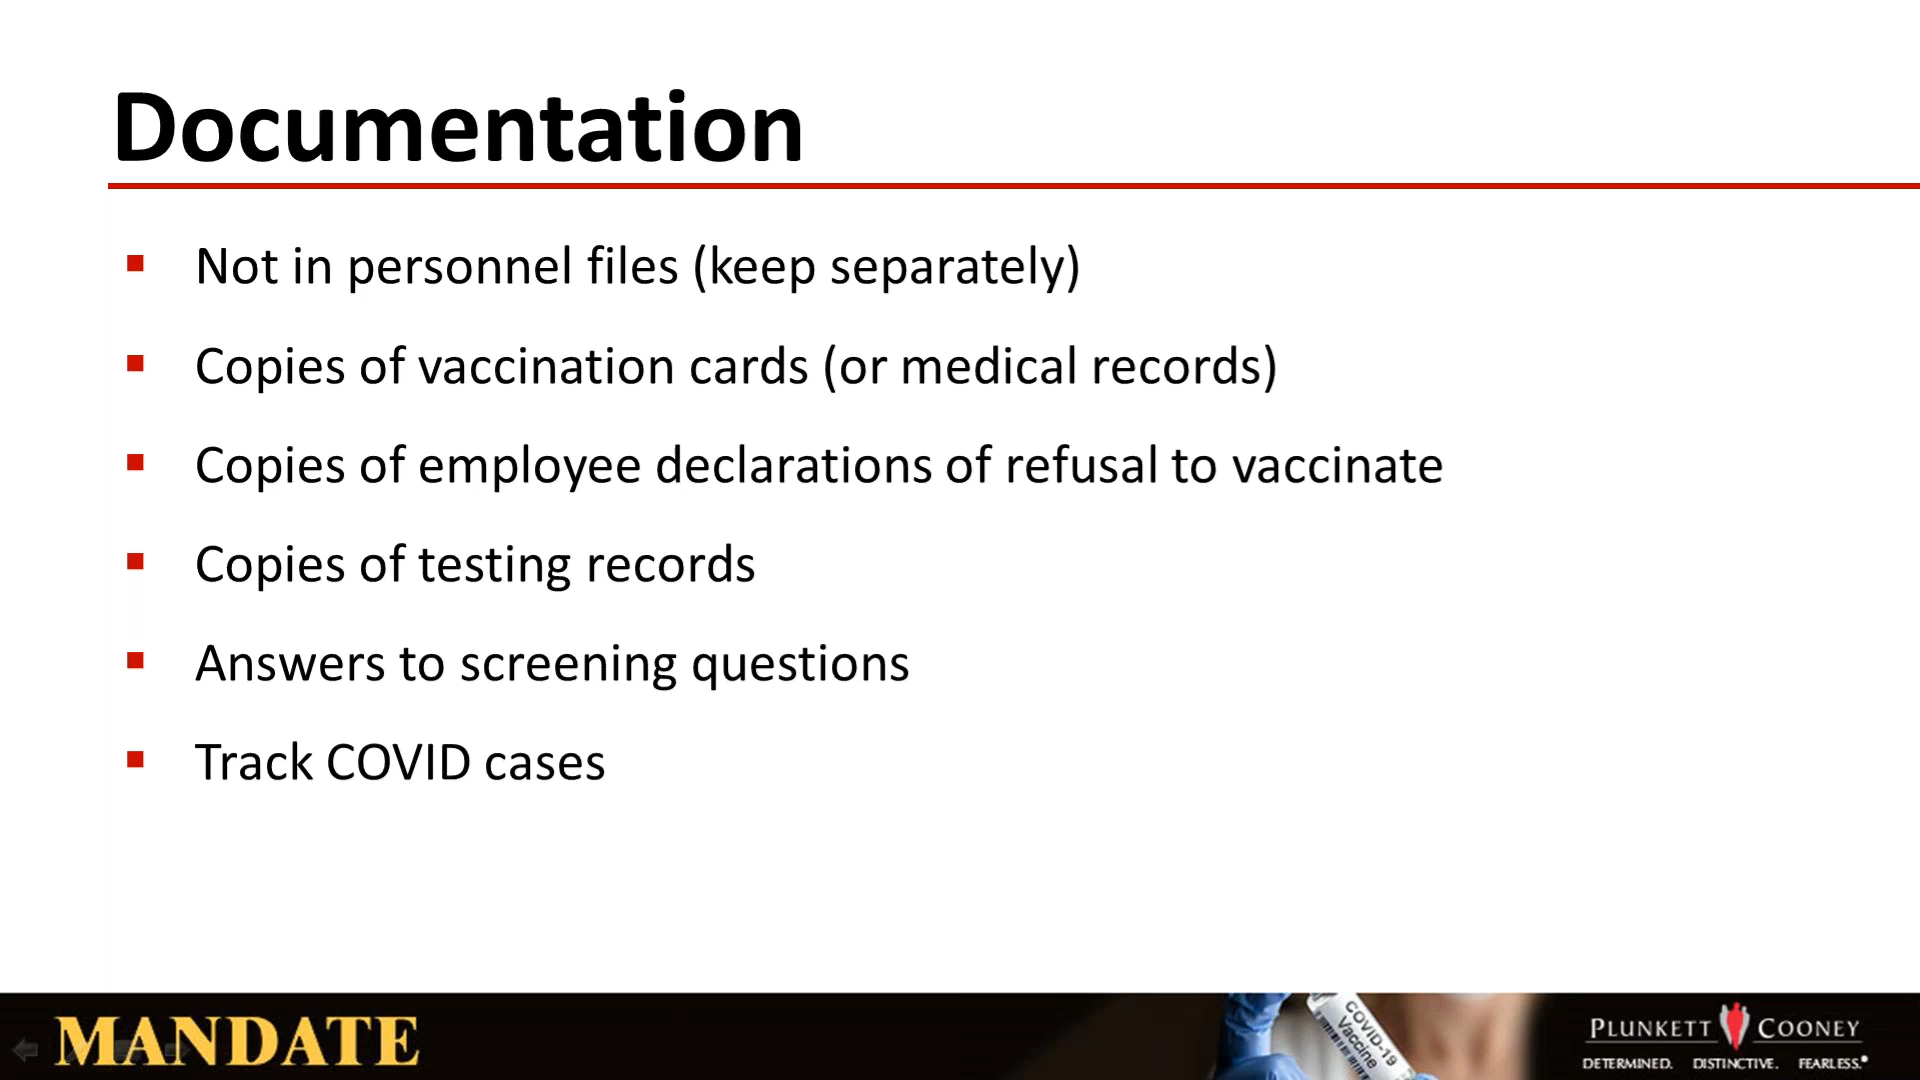 Documentation
Not in personnel files (keep separately)
Copies of vaccination cards (or medical records)
Copies of employee declarations of refusal to vaccinate
Copies of testing records
Answers to screening questions
Track COVID cases
MANDATE
COVID-19
Vaccine
PLUNKETT COONEY
DETERMINED. DISTINCTIVE. FEARLESS.®